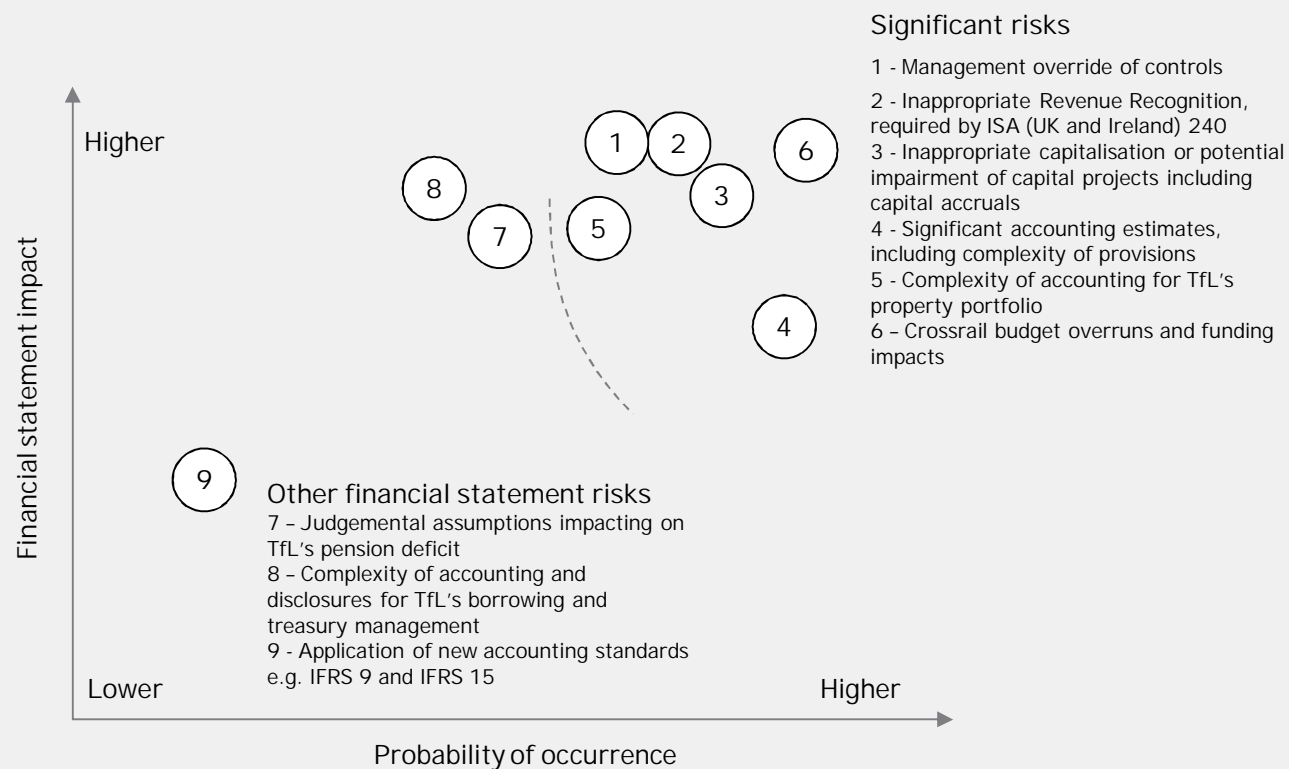 Significant risks
1 - Management override of controls
2 - Inappropriate Revenue Recognition,
required by ISA (UK and Ireland) 240
3 - Inappropriate capitalisation or potential
impairment of capital projects including
capital accruals
4 - Significant accounting estimates,
including complexity of provisions
5 - Complexity of accounting for TfL's
property portfolio
6 – Crossrail budget overruns and funding
impacts
Higher
1
2
6
8
3
7
5
4
Financial statement impact
9
Other financial statement risks
7 – Judgemental assumptions impacting on
TfL's pension deficit
8 – Complexity of accounting and
disclosures for TfL's borrowing and
treasury management
9 - Application of new accounting standards
e.g. IFRS 9 and IFRS 15
Lower
Higher
Probability of occurrence